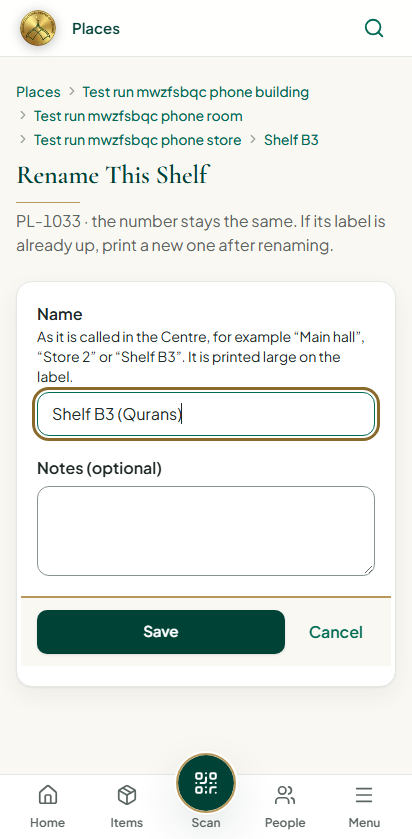 Places
Places > Test run mwzfsbqc phone building
> Test run mwzfsbqc phone room
> Test run mwzfsbqc phone store > Shelf B3
Rename This Shelf
PL-1033 · the number stays the same. If its label is
already up, print a new one after renaming.
Name
As it is called in the Centre, for example “Main hall”,
“Store 2” or “Shelf B3”. It is printed large on the
label.
Shelf B3 (Qurans)
Notes (optional)
Save Cancel
Home Items Scan People Menu